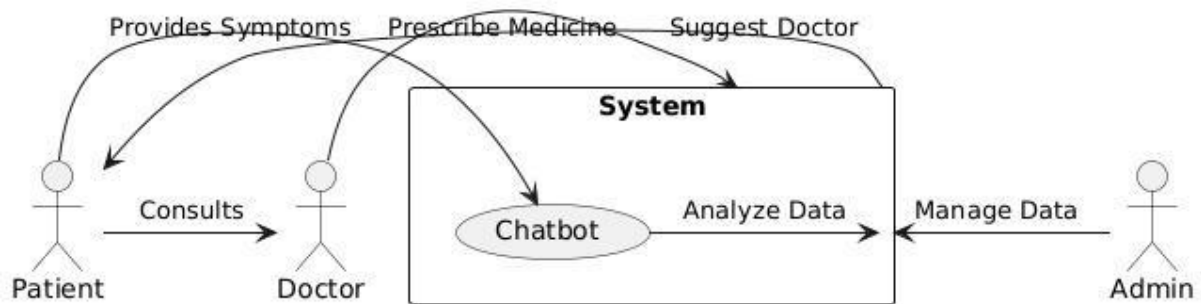 Provides Symptoms
Prescribe Medicine
Suggest Doctor
System
Consults
Chatbot
Analyze Data
Manage Data
Patient
Doctor
Admin